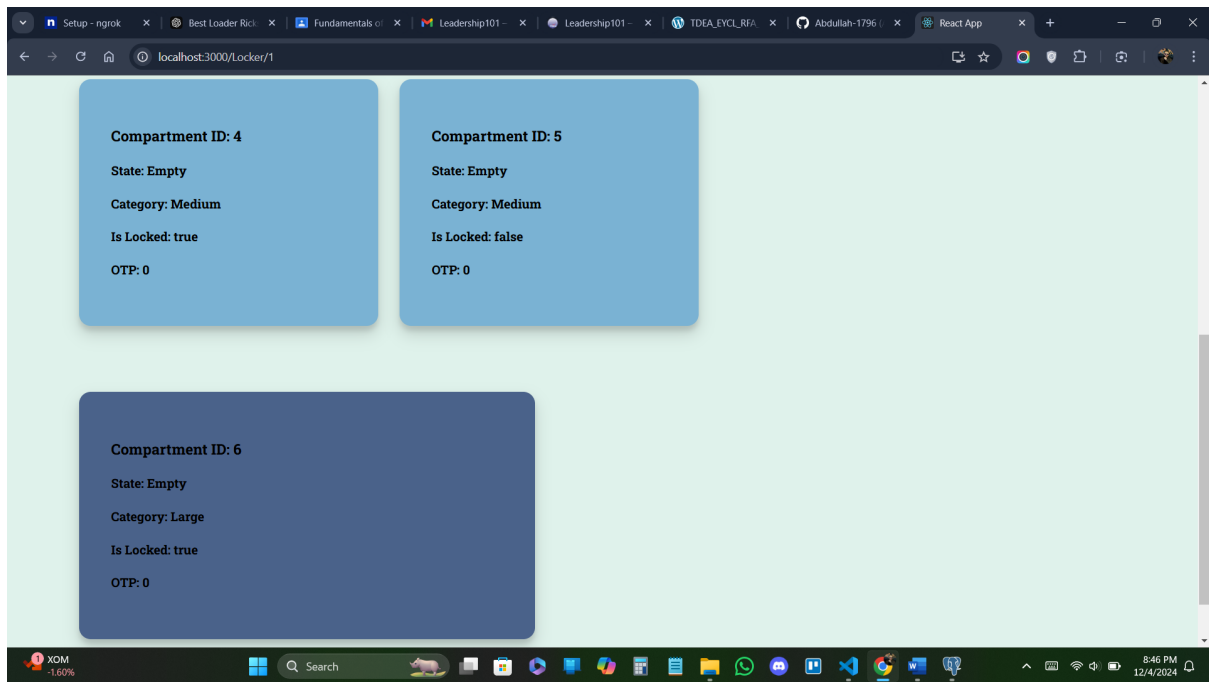 Setup - ngrok
Best Loader Rick
Fundamentals of
Leadership101 –
Leadership101 –
TDEA_EYCL_RFA
Abdullah-1796 (
React App
localhost:3000/Locker/1
Compartment ID: 4
State: Empty
Category: Medium
Is Locked: true
OTP: 0
Compartment ID: 5
State: Empty
Category: Medium
Is Locked: false
OTP: 0
Compartment ID: 6
State: Empty
Category: Large
Is Locked: true
OTP: 0
1
XOM
-1.60%
Search
8:46 PM
12/4/2024